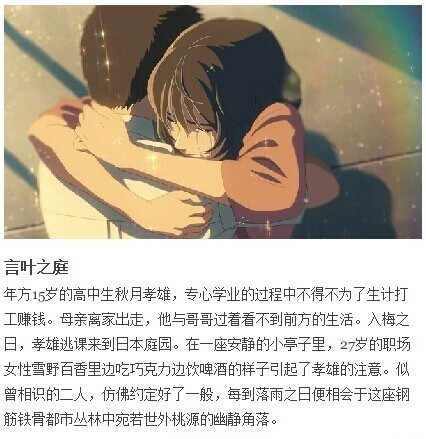 言叶之庭
年方15岁的高中生秋月孝雄，专心学业的过程中不得不为了生计打
工赚钱。母亲离家出走，他与哥哥过着看不到前方的生活。入梅之
日，孝雄逃课来到日本庭园。在一座安静的小亭子里，27岁的职场
女性雪野百香里边吃巧克力边饮啤酒的样子引起了孝雄的注意。似
曾相识的二人，仿佛约定好了一般，每到落雨之日便相会于这座钢
筋铁骨都市丛林中宛若世外桃源的幽静角落。